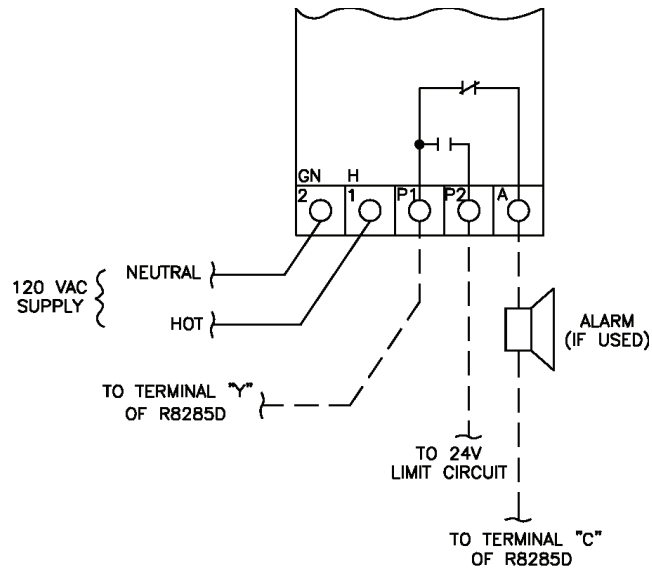 GN H
2 1 P1 P2 A
120 VAC
SUPPLY
NEUTRAL
HOT
ALARM
(IF USED)
TO TERMINAL "Y"
OF R8285D
TO 24V
LIMIT CIRCUIT
TO TERMINAL "C"
OF R8285D